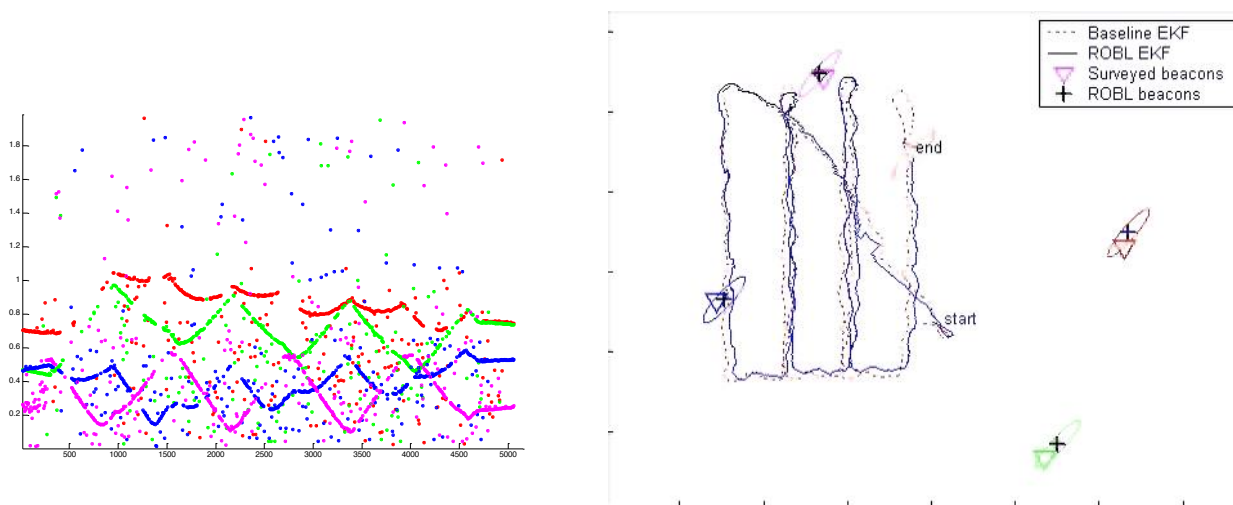 1.8
1.6
1.4
1.2
1
0.8
0.6
0.4
0.2
500 1000 1500 2000 2500 3000 3500 4000 4500 5000
Baseline EKF
ROBL EKF
Surveyed beacons
ROBL beacons
end
start